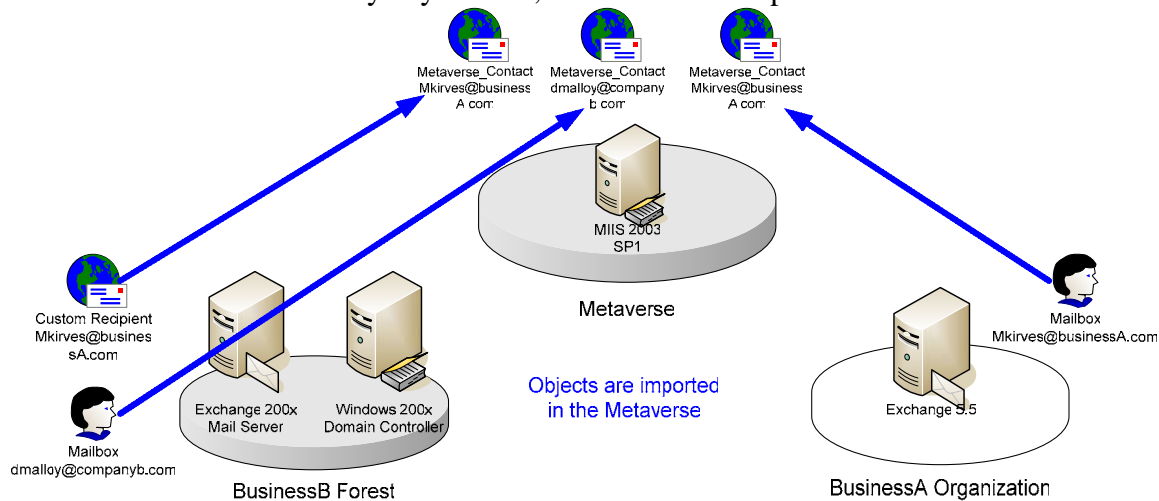 Metaverse_Contact
Mkirves@business
A.com
Metaverse_Contact
dmalloy@company
b.com
Metaverse_Contact
Mkirves@business
A.com
MIIS 2003
SP1
Metaverse
Custom Recipient
Mkirves@busines
sA.com
Mailbox
Mkirves@businessA.com
Objects are imported
in the Metaverse
Exchange 200x
Mail Server
Windows 200x
Domain Controller
Exchange 5.5
Mailbox
dmalloy@companyb.com
BusinessB Forest
BusinessA Organization